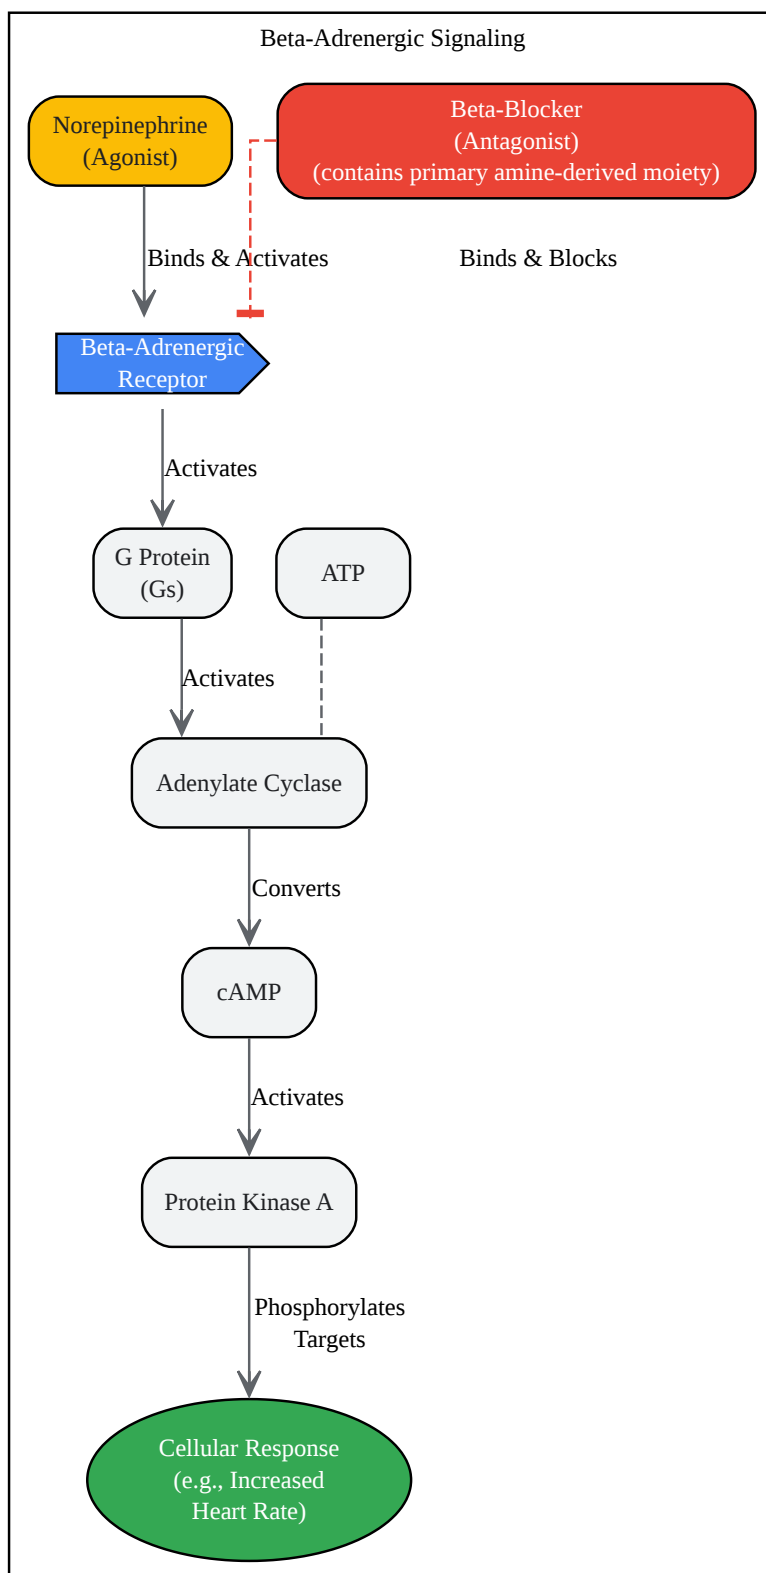 Beta-Adrenergic Signaling
Norepinephrine
(Agonist)
Beta-Blocker
(Antagonist)
(contains primary amine-derived moiety)
Binds & Activates
Binds & Blocks
Beta-Adrenergic
Receptor
Activates
G Protein
(Gs)
ATP
Activates
Adenylate Cyclase
Converts
cAMP
Activates
Protein Kinase A
Phosphorylates
Targets
Cellular Response
(e.g., Increased
Heart Rate)